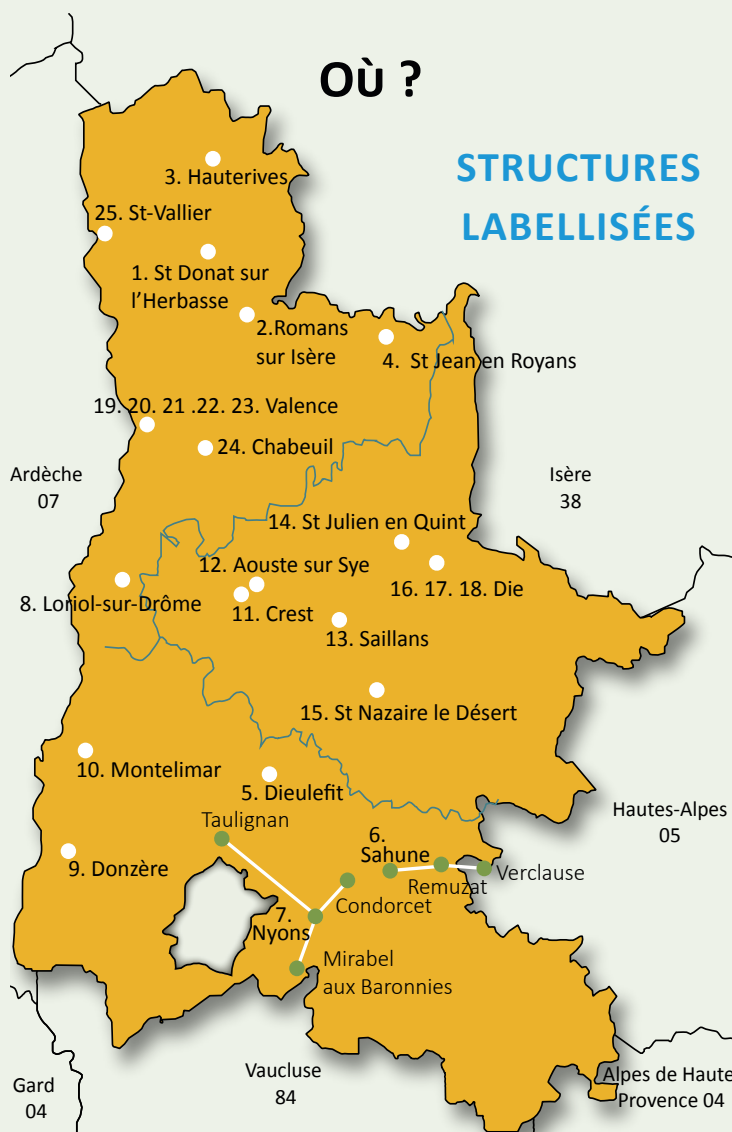 OÙ ?
STRUCTURES
LABELLISÉES
3. Hauterives
25. St-Vallier
1. St Donat sur
l'Herbasse
2.Romans
sur Isère
4. St Jean en Royans
19. 20. 21 .22. 23. Valence
24. Chabeuil
Ardèche
07
Isère
38
14. St Julien en Quint
12. Aouste sur Sye
16. 17. 18. Die
8. Loriol-sur-Drôme
11. Crest
13. Saillans
15. St Nazaire le Désert
10. Montelimar
5. Dieulefit
Hautes-Alpes
05
Taulignan
6.
Sahune
9. Donzère
Remuzat
Verclause
Condorcet
7.
Nyons
Mirabel
aux Baronnies
Vaucluse
84
Gard
04
Alpes de Haute
Provence 04